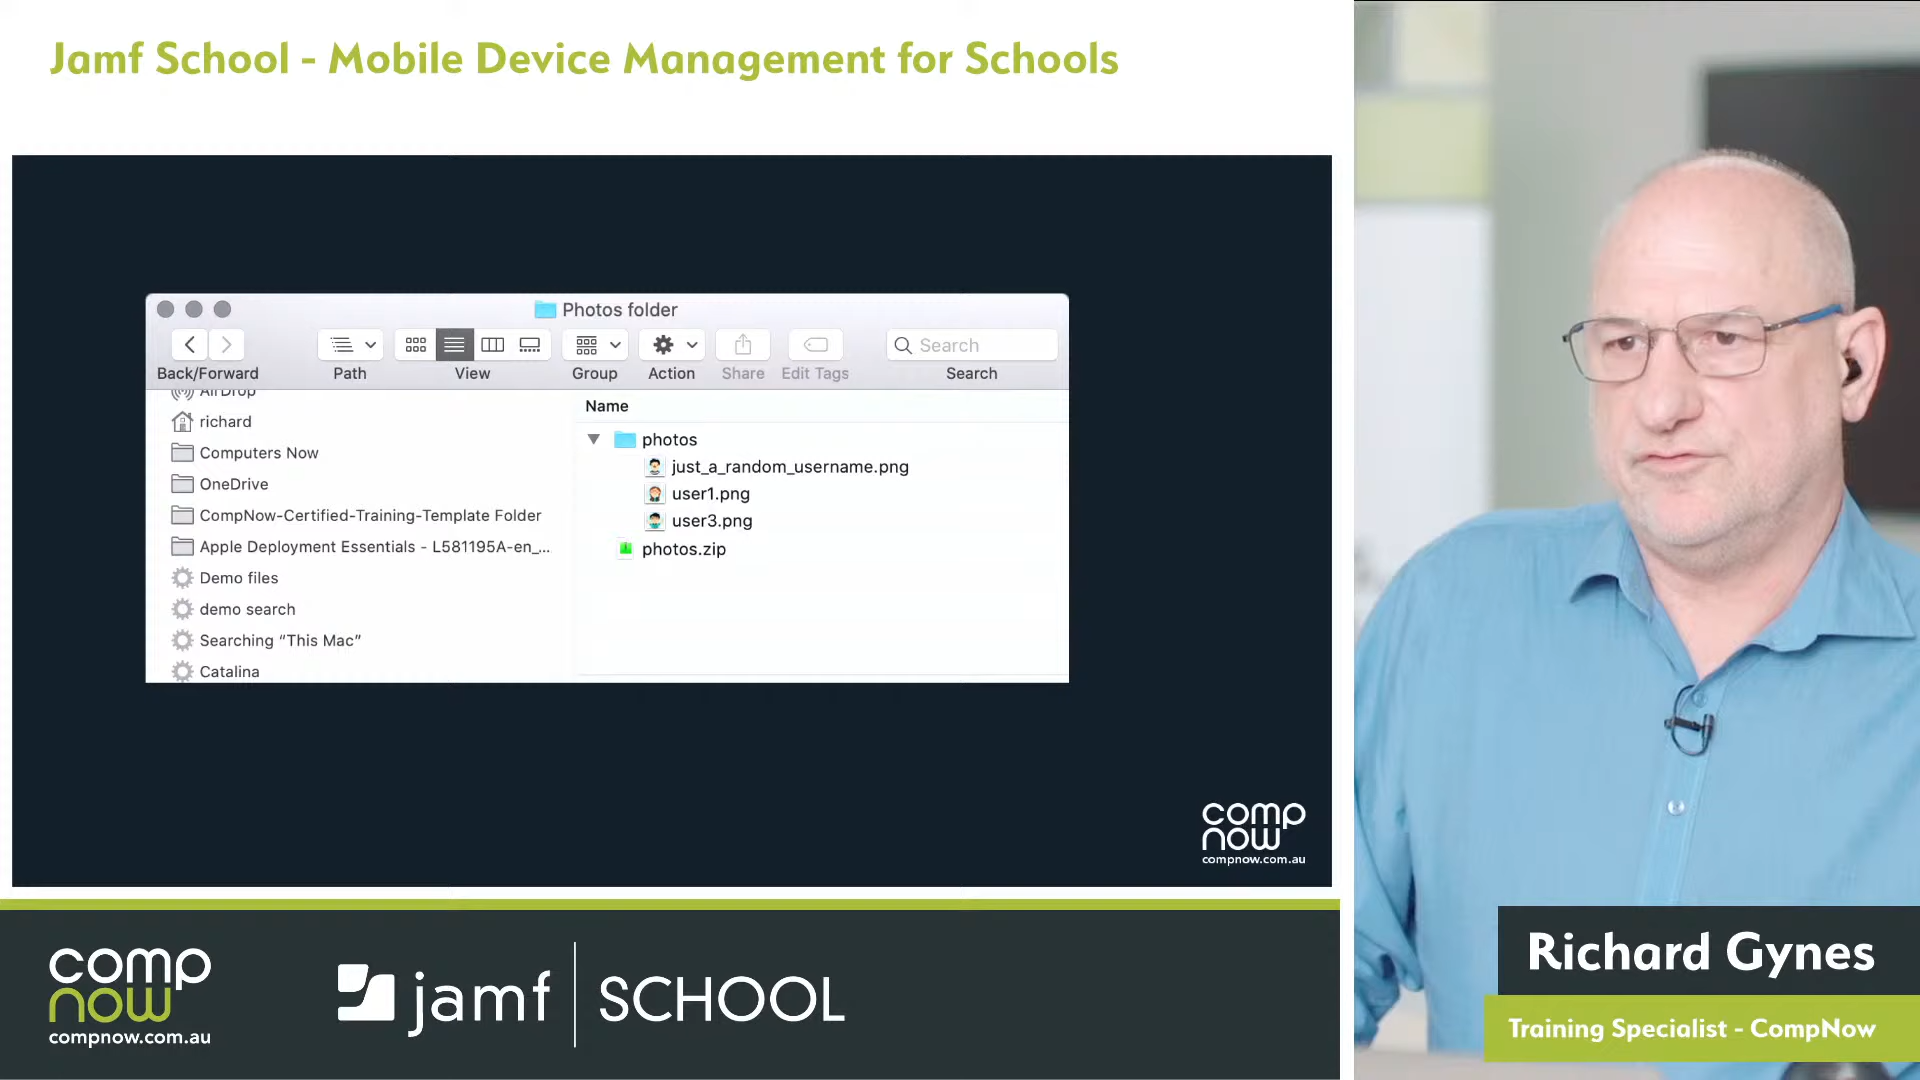 Jamf School - Mobile Device Management for Schools
Photos folder
Search
Back/Forward
Path
View
Group
Action
Share
Edit Tags
Search
AirDrop
richard
Computers Now
OneDrive
CompNow-Certified-Training-Template Folder
Apple Deployment Essentials - L581195A-en_...
Demo files
demo search
Searching “This Mac”
Catalina
Name
photos
just_a_random_username.png
user1.png
user3.png
photos.zip
comp
now
compnow.com.au
comp
now
compnow.com.au
jamf | SCHOOL
Richard Gynes
Training Specialist - CompNow